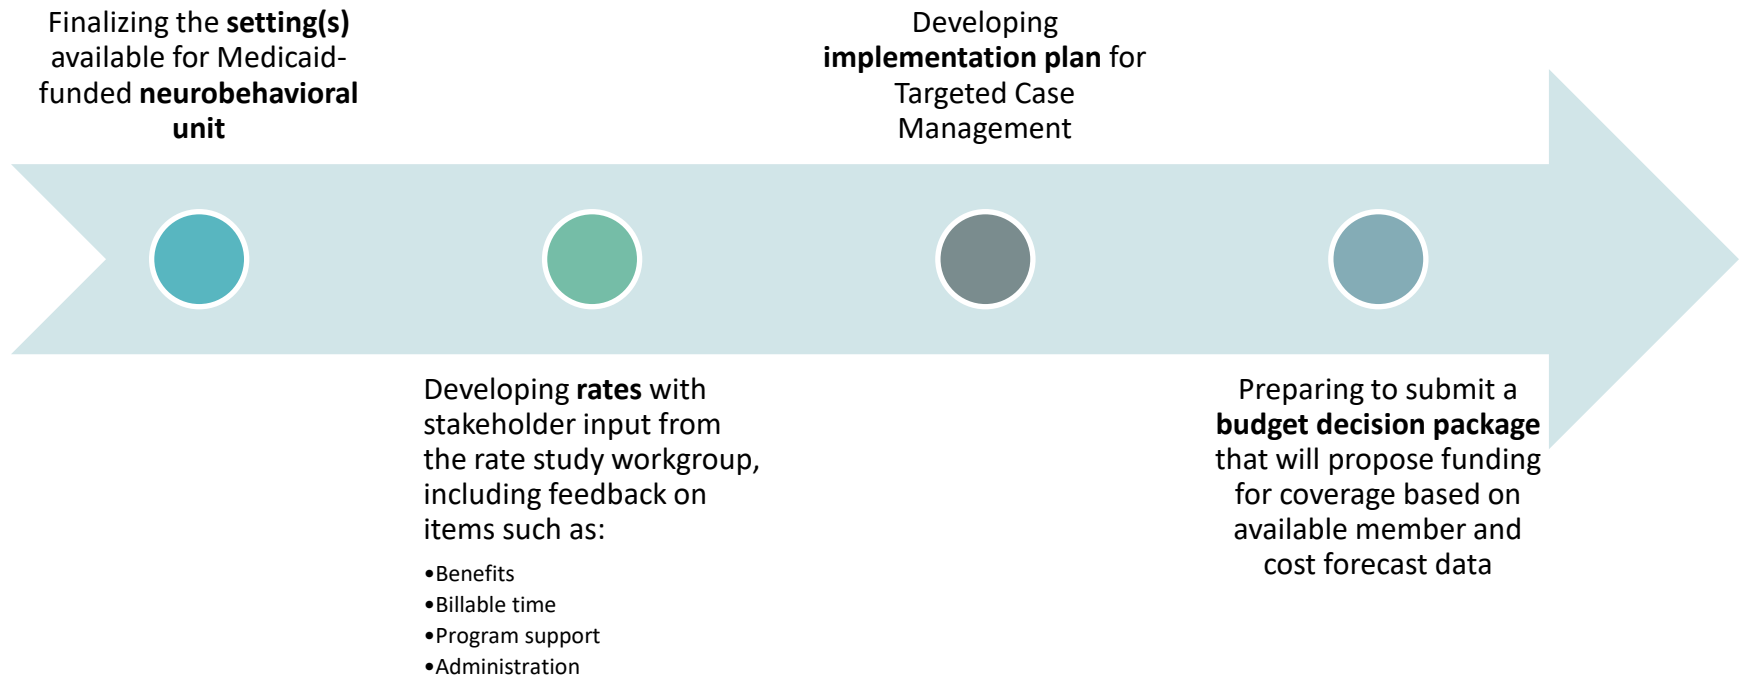 Finalizing the setting(s)
available for Medicaid-
funded neurobehavioral
unit
Developing rates with
stakeholder input from
the rate study workgroup,
including feedback on
items such as:
•Benefits
•Billable time
•Program support
•Administration
Developing
implementation plan for
Targeted Case
Management
Preparing to submit a
budget decision package
that will propose funding
for coverage based on
available member and
cost forecast data